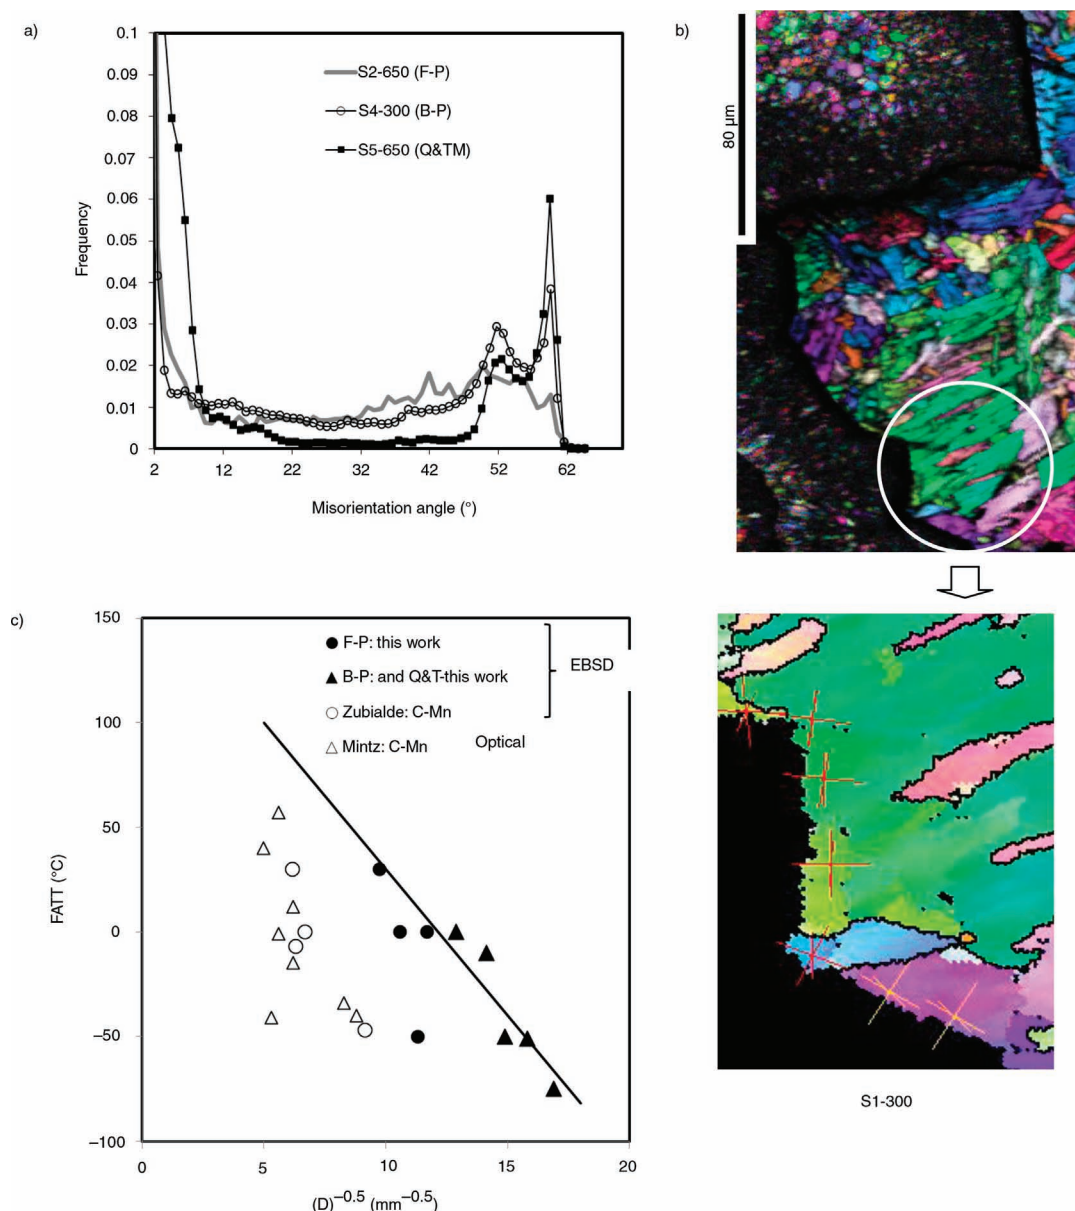 a)
0.1
0.09
0.08
0.07
0.06
0.05
0.04
0.03
0.02
0.01
0
Frequency
S2-650 (F-P)
S4-300 (B-P)
S5-650 (Q&TM)
2 12 22 32 42 52 62
Misorientation angle (°)
b)
80 µm
S1-300
c)
150
100
50
0
−50
−100
FATT (°C)
F-P: this work
B-P: and Q&T-this work
EBSD
Zubialde: C-Mn
Mintz: C-Mn
Optical
0 5 10 15 20
(D)−0.5 (mm−0.5)